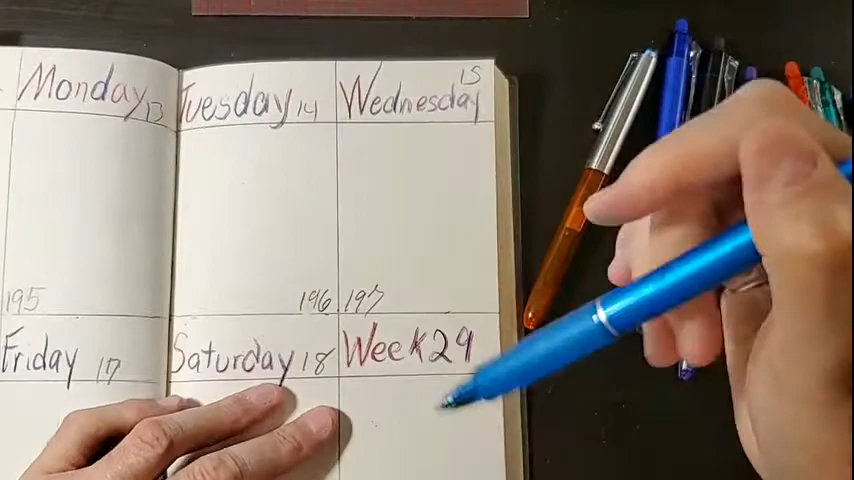 Monday 13
Tuesday 14
Wednesday 15
195
196
197
Friday 17
Saturday 18
Week 29